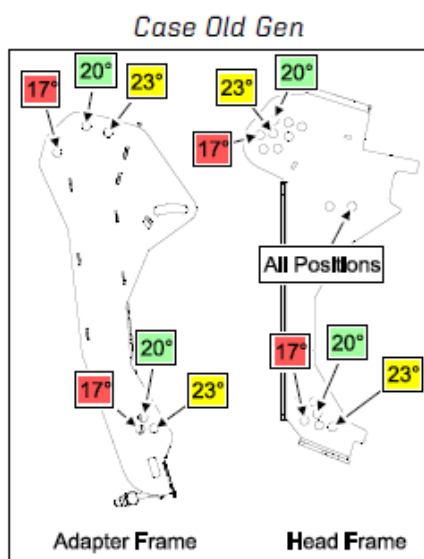 Case Old Gen
20° 20°
17° 23° 23°
17°
All Positions
20° 17° 20°
17° 23° 23°
Adapter Frame Head Frame